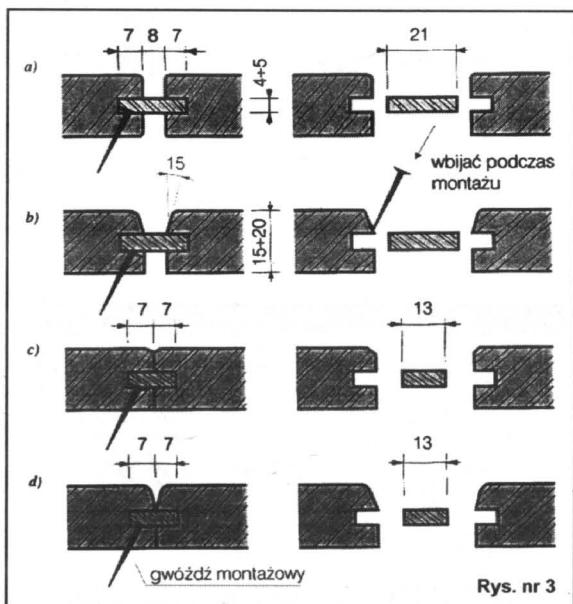 7 8 7
21
a)
4÷5
wbijać podczas
montażu
15
b)
15÷20
7 7
13
c)
7 7
13
d)
gwóźdź montażowy
Rys. nr 3